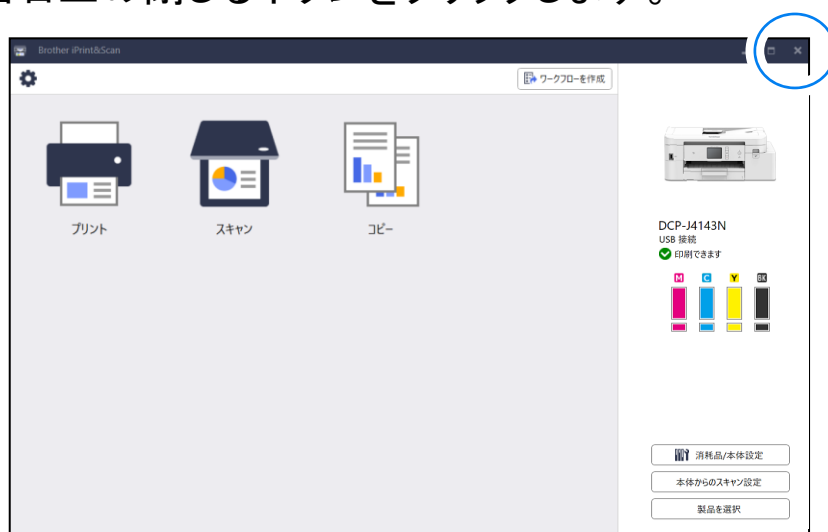 Brother iPrint&Scan
ワークフローを作成
プリント
スキャン
コピー
DCP-J4143N
USB 接続
印刷できます
M C Y BK
消耗品/本体設定
本体からのスキャン設定
製品を選択